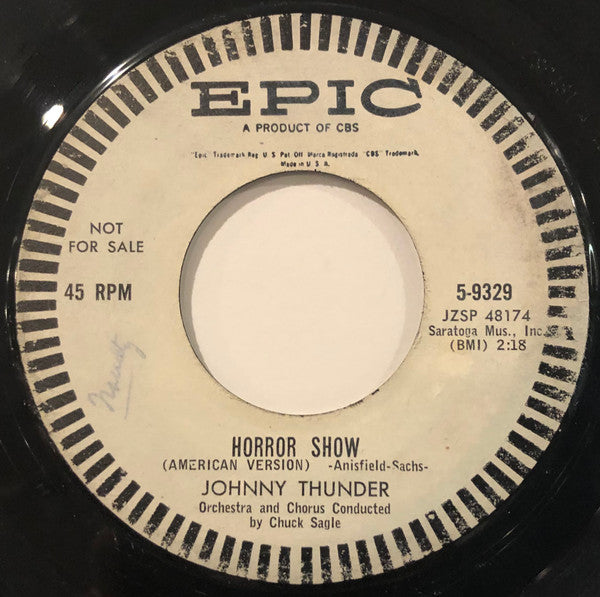 EPIC
A PRODUCT OF CBS
"Epic" Trademark Reg. U S Pat Off Marca Registrada "CBS" Trademark.
Made in U S A.
NOT
FOR SALE
45 RPM
5-9329
JZSP 48174
Saratoga Mus., Inc.
(BMI) 2:18
HORROR SHOW
(AMERICAN VERSION) -Anisfield-Sachs-
JOHNNY THUNDER
Orchestra and Chorus Conducted
by Chuck Sagle